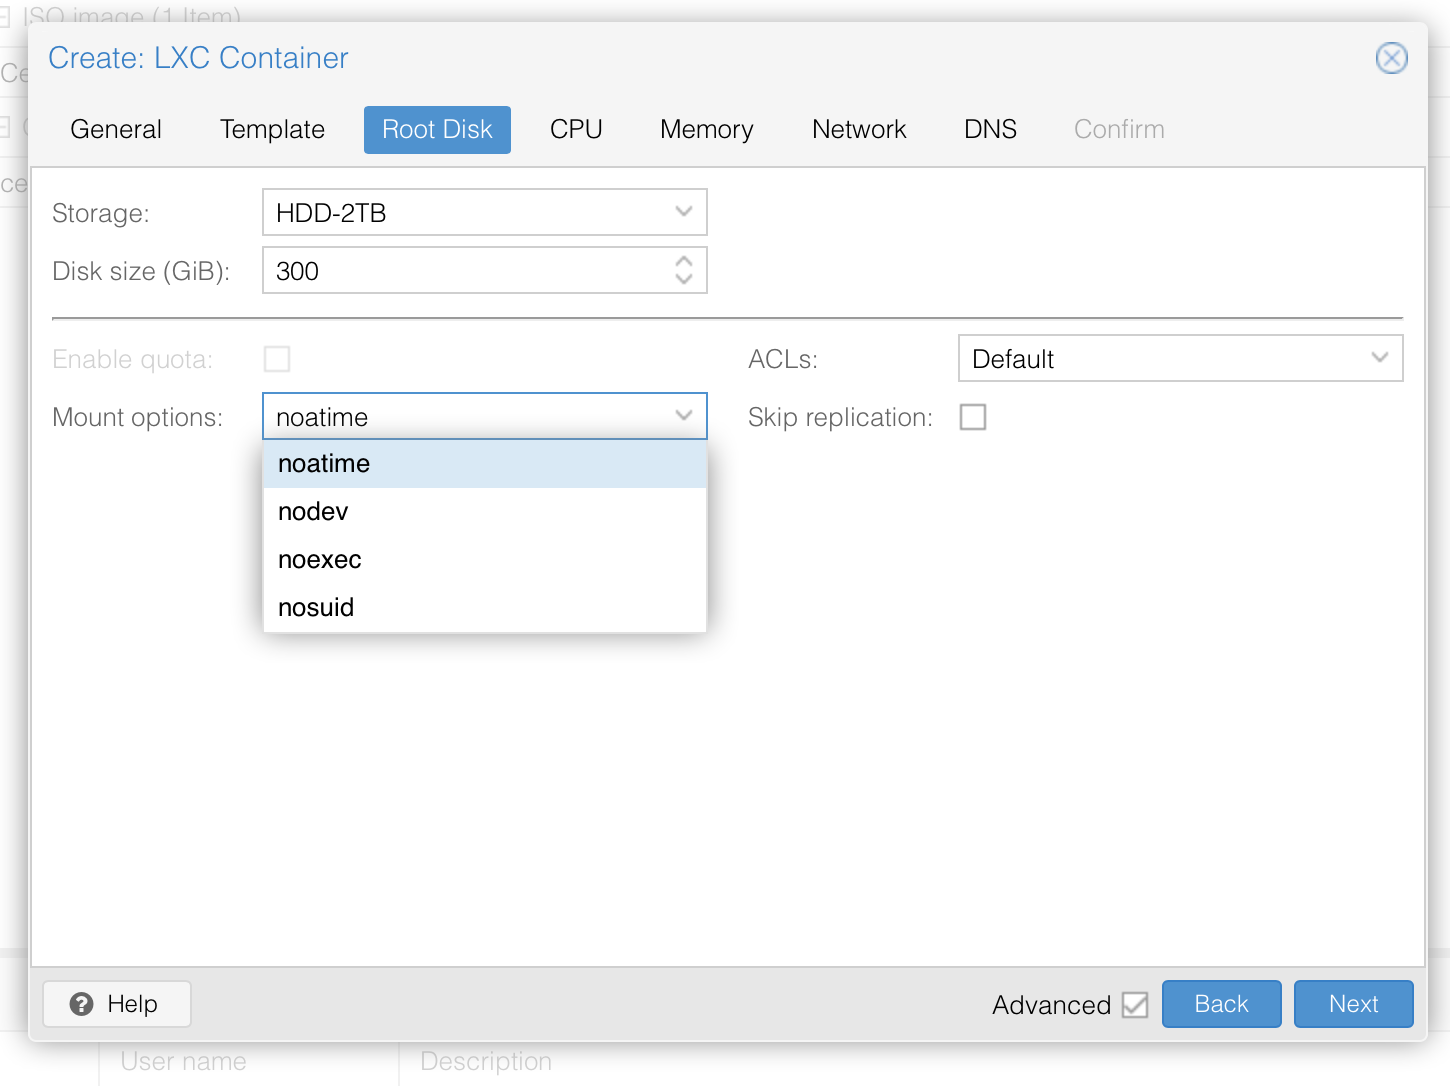 ISO image (1 Item)
Create: LXC Container
Ce
General Template Root Disk CPU Memory Network DNS Confirm
ce
Storage: HDD-2TB
Disk size (GiB): 300
Enable quota: ACLs: Default
Mount options: noatime Skip replication:
noatime
nodev
noexec
nosuid
? Help Advanced Back Next
User name Description